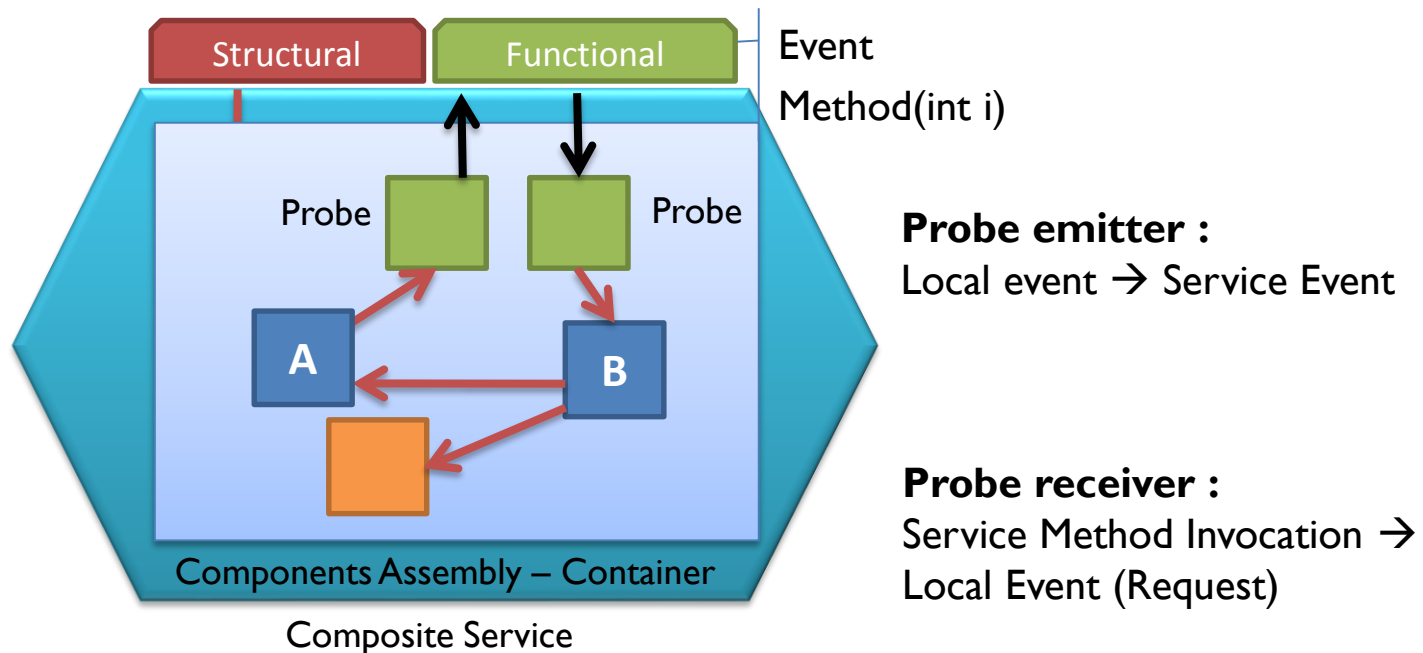 Structural
Functional
Event
Method(int i)
Probe
Probe
Probe emitter :
Local event → Service Event
A
B
Probe receiver :
Service Method Invocation →
Local Event (Request)
Components Assembly – Container
Composite Service